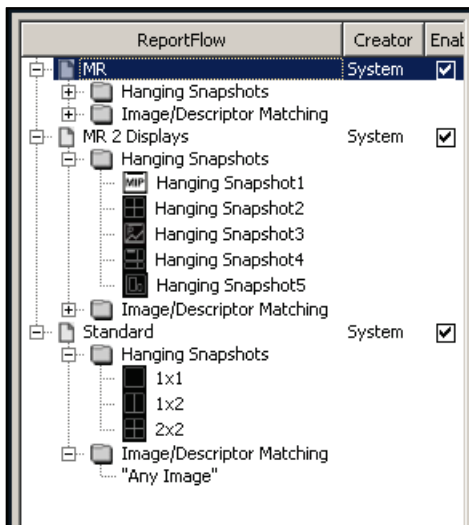 ReportFlow Creator Enab
MR System
Hanging Snapshots
Image/Descriptor Matching
MR 2 Displays System
Hanging Snapshots
MIP Hanging Snapshot1
Hanging Snapshot2
Hanging Snapshot3
Hanging Snapshot4
Hanging Snapshot5
Image/Descriptor Matching
Standard System
Hanging Snapshots
1x1
1x2
2x2
Image/Descriptor Matching
"Any Image"